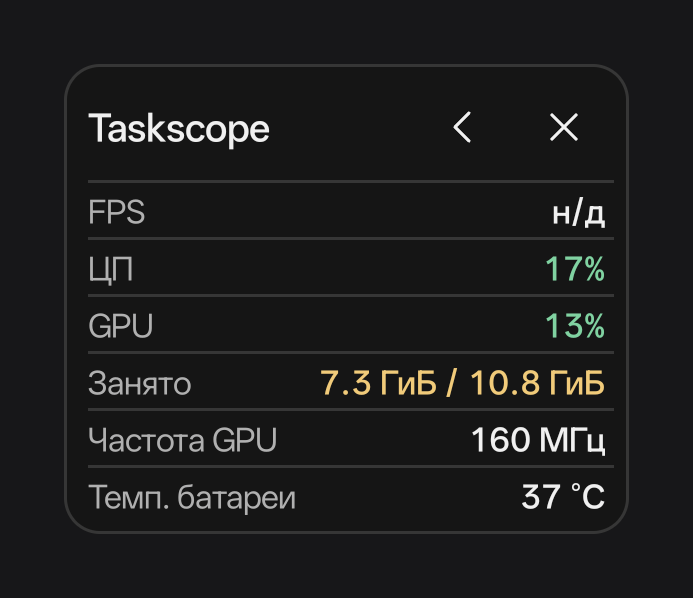 Taskscope
FPS н/д
ЦП 17%
GPU 13%
Занято 7.3 ГиБ / 10.8 ГиБ
Частота GPU 160 МГц
Темп. батареи 37 °C